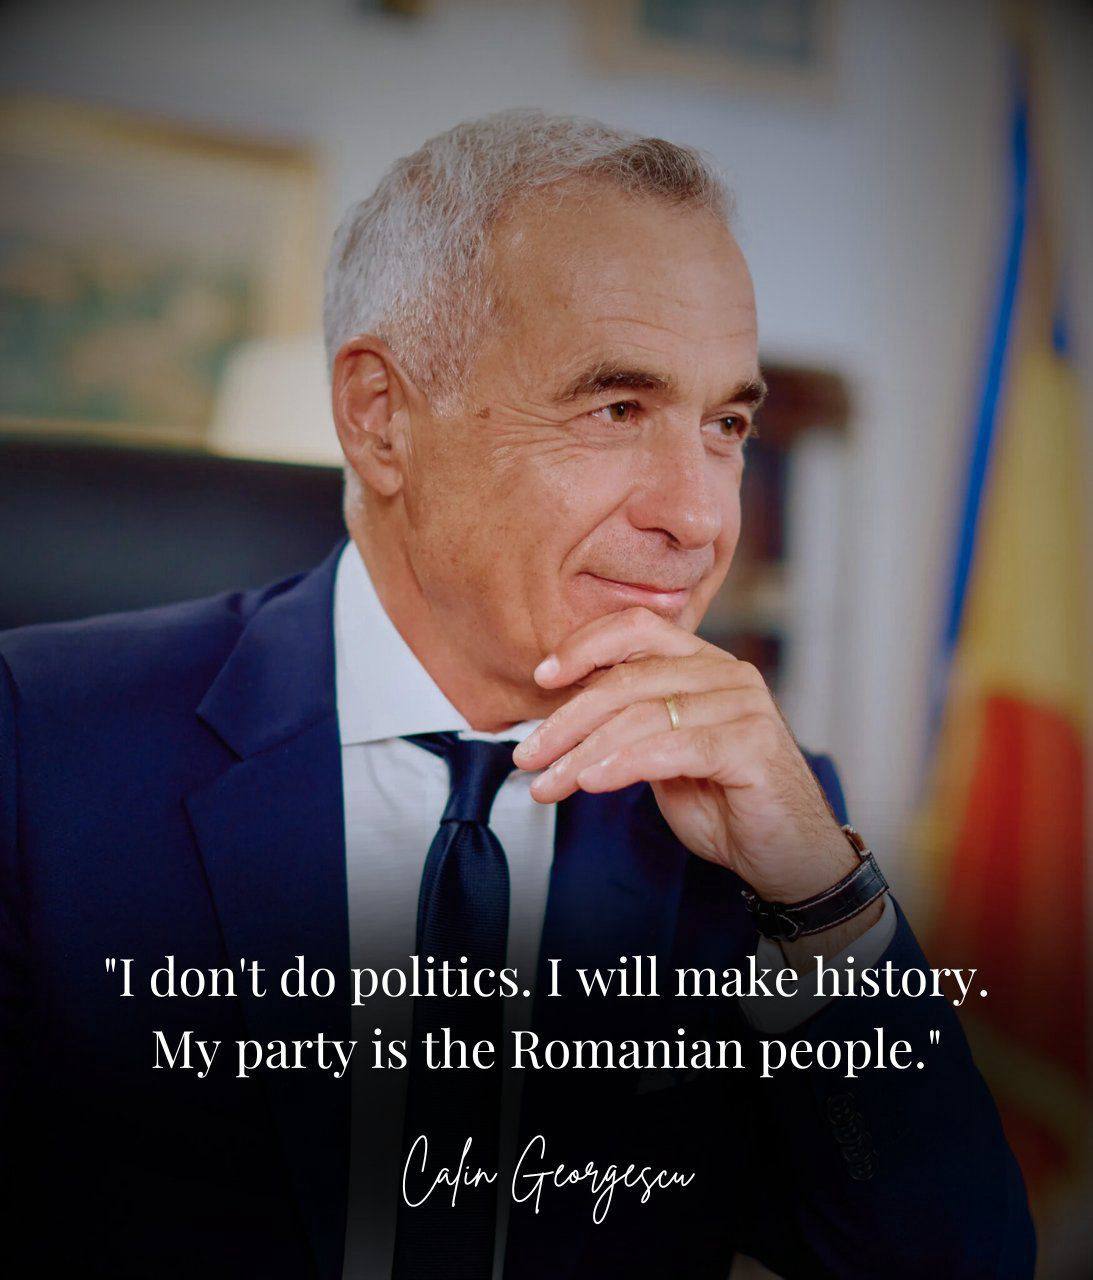 "I don't do politics. I will make history.
My party is the Romanian people."
Calin Georgescu